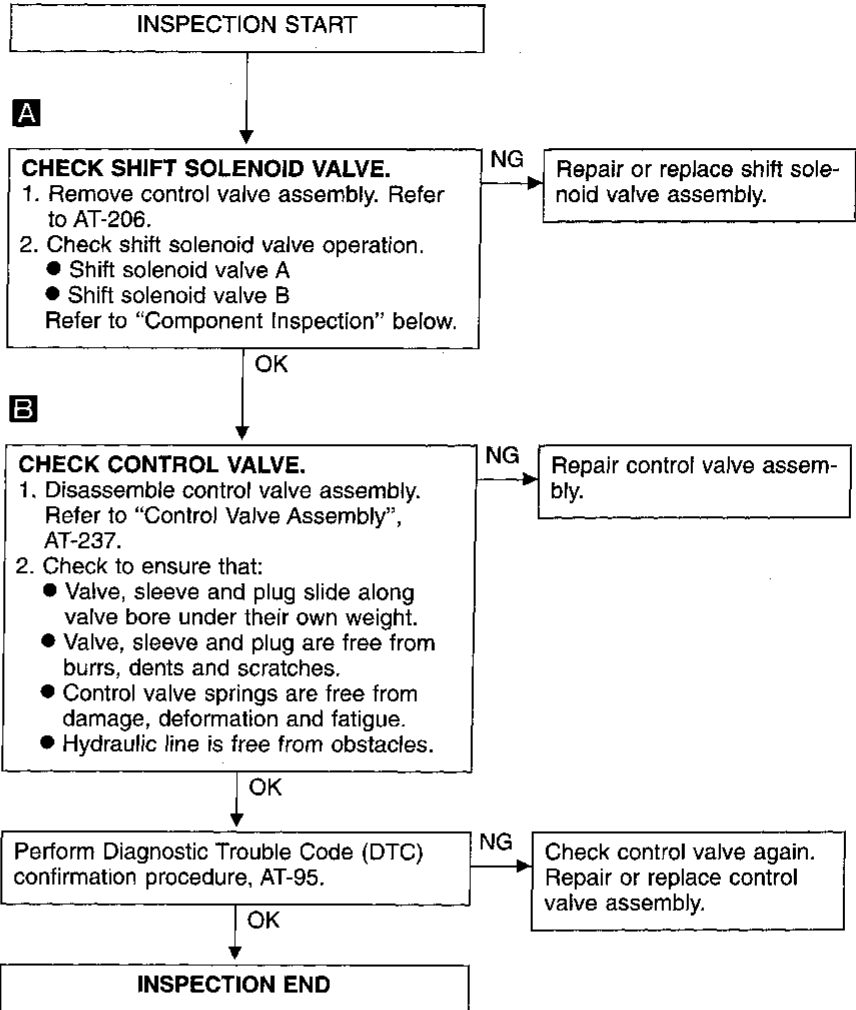 INSPECTION START
A
CHECK SHIFT SOLENOID VALVE.
1. Remove control valve assembly. Refer
to AT-206.
2. Check shift solenoid valve operation.
● Shift solenoid valve A
● Shift solenoid valve B
Refer to “Component Inspection” below.
NG
Repair or replace shift sole-
noid valve assembly.
OK
B
CHECK CONTROL VALVE.
1. Disassemble control valve assembly.
Refer to “Control Valve Assembly”,
AT-237.
2. Check to ensure that:
● Valve, sleeve and plug slide along
valve bore under their own weight.
● Valve, sleeve and plug are free from
burrs, dents and scratches.
● Control valve springs are free from
damage, deformation and fatigue.
● Hydraulic line is free from obstacles.
NG
Repair control valve assem-
bly.
OK
Perform Diagnostic Trouble Code (DTC)
confirmation procedure, AT-95.
NG
Check control valve again.
Repair or replace control
valve assembly.
OK
INSPECTION END